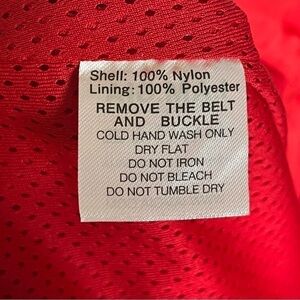 Shell: 100% Nylon
Lining: 100% Polyester
REMOVE THE BELT
AND BUCKLE
COLD HAND WASH ONLY
DRY FLAT
DO NOT IRON
DO NOT BLEACH
DO NOT TUMBLE DRY